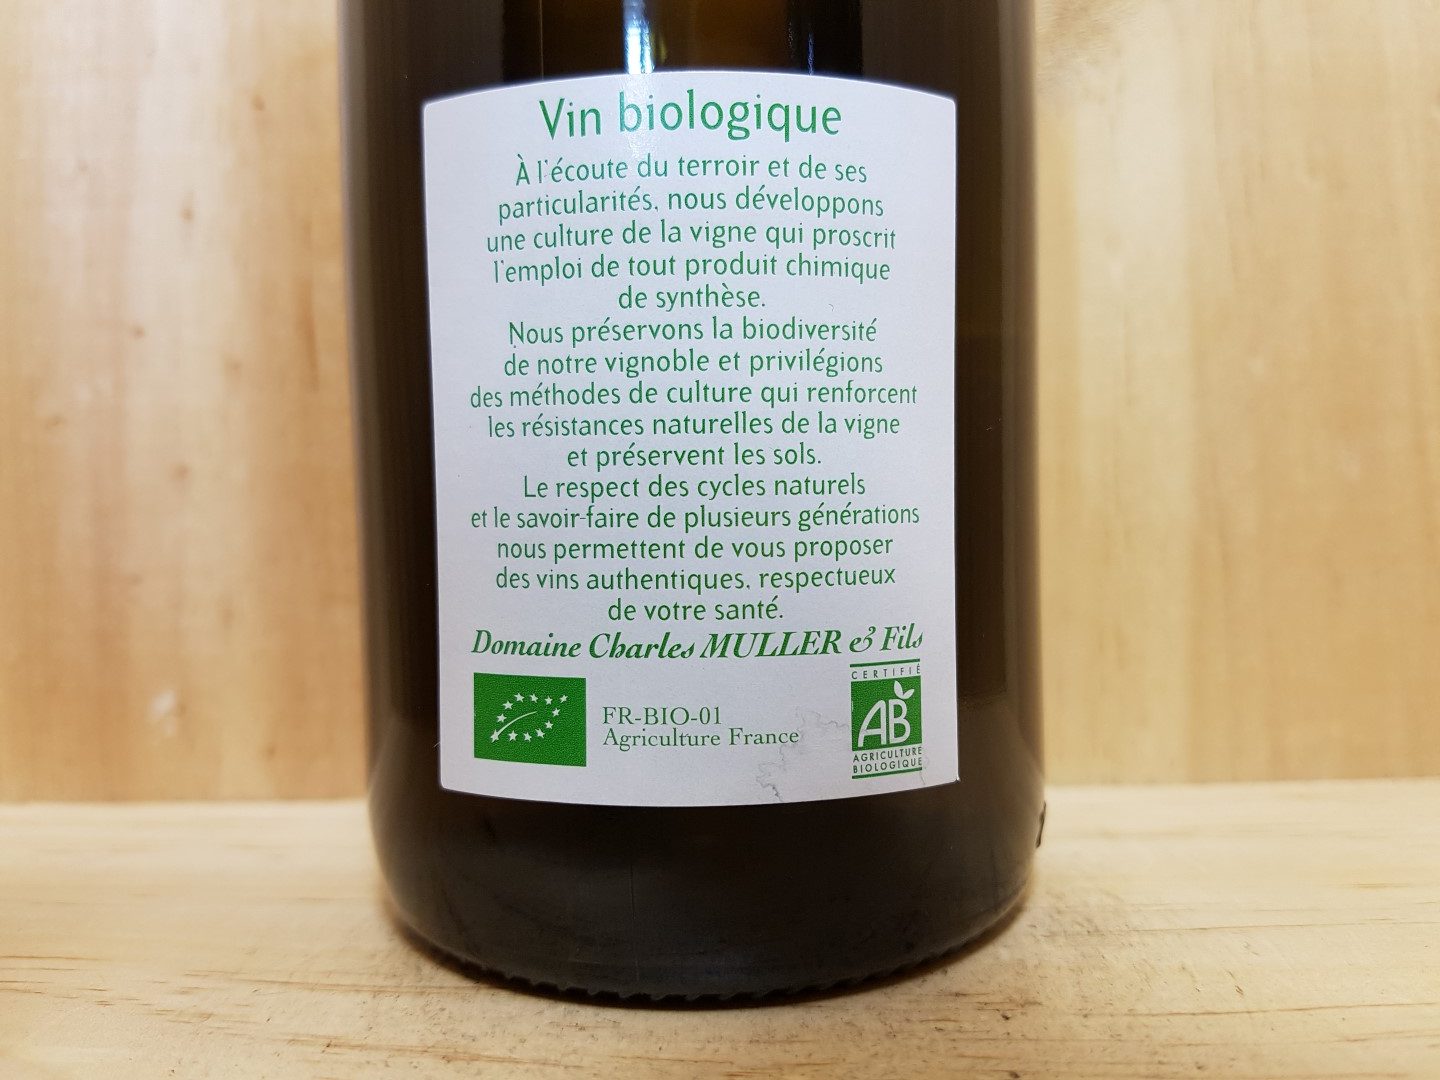 Vin biologique
À l'écoute du terroir et de ses
particularités, nous développons
une culture de la vigne qui proscrit
l'emploi de tout produit chimique
de synthèse.
Nous préservons la biodiversité
de notre vignoble et privilégions
des méthodes de culture qui renforcent
les résistances naturelles de la vigne
et préservent les sols.
Le respect des cycles naturels
et le savoir-faire de plusieurs générations
nous permettent de vous proposer
des vins authentiques, respectueux
de votre santé.
Domaine Charles MULLER & Fils
FR-BIO-01
Agriculture France
CERTIFIÉ
AB
AGRICULTURE
BIOLOGIQUE